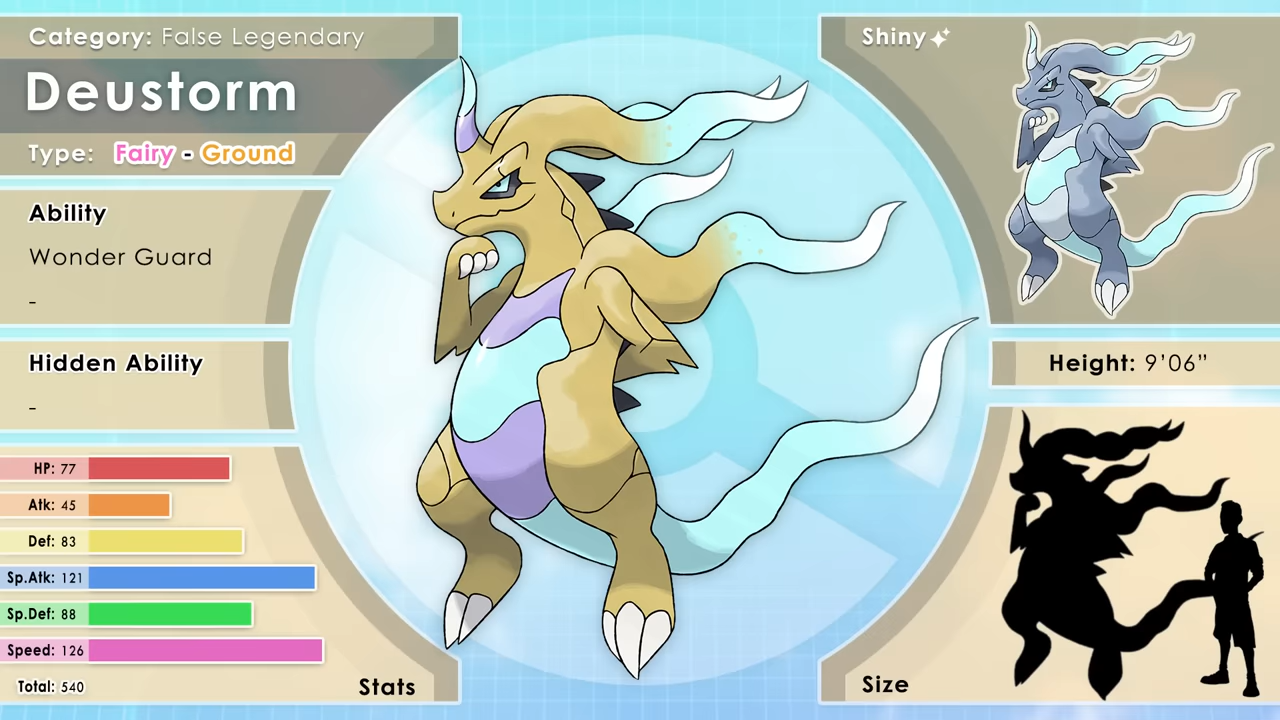 Category: False Legendary
Deustorm
Type: Fairy - Ground
Ability
Wonder Guard
-
Hidden Ability
-
HP: 77
Atk: 45
Def: 83
Sp.Atk: 121
Sp.Def: 88
Speed: 126
Total: 540
Stats
Shiny
Height: 9’06”
Size